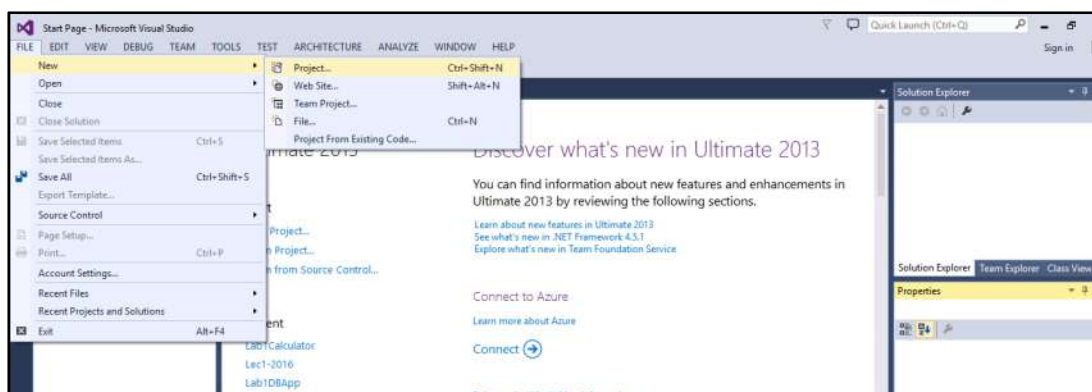 Start Page - Microsoft Visual Studio
Quick Launch (Ctrl+Q)
FILE EDIT VIEW DEBUG TEAM TOOLS TEST ARCHITECTURE ANALYZE WINDOW HELP
Sign in
New
Open
Close
Close Solution
Save Selected Items Ctrl+S
Save Selected Items As...
Save All Ctrl+Shift+S
Export Template...
Source Control
Page Setup...
Print... Ctrl+P
Account Settings...
Recent Files
Recent Projects and Solutions
Exit Alt+F4
Project... Ctrl+Shift+N
Web Site... Shift+Alt+N
Team Project...
File... Ctrl+N
Project From Existing Code...
Project...
Project...
from Source Control...
Lab1Calculator
Lec1-2016
Lab1DBApp
Discover what's new in Ultimate 2013
You can find information about new features and enhancements in
Ultimate 2013 by reviewing the following sections.
Learn about new features in Ultimate 2013
See what's new in .NET Framework 4.5.1
Explore what's new in Team Foundation Service
Connect to Azure
Learn more about Azure
Connect
Solution Explorer
Solution Explorer Team Explorer Class View
Properties